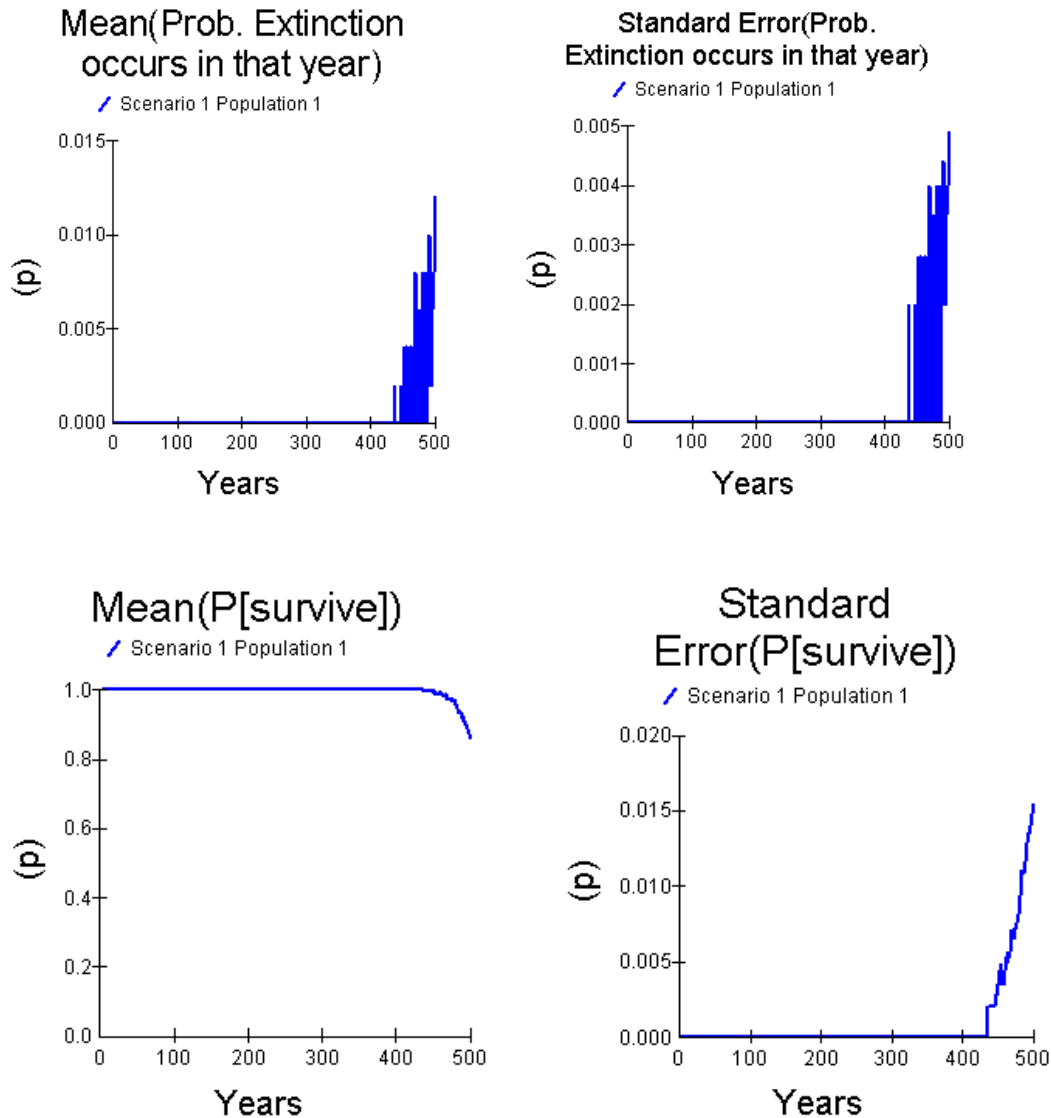 Mean(Prob. Extinction
occurs in that year)
Scenario 1 Population 1
0.015
0.010
0.005
0.000
(p)
0 100 200 300 400 500
Years
Standard Error(Prob.
Extinction occurs in that year)
Scenario 1 Population 1
0.005
0.004
0.003
0.002
0.001
0.000
(p)
0 100 200 300 400 500
Years
Mean(P[survive])
Scenario 1 Population 1
1.0
0.8
0.6
0.4
0.2
0.0
(p)
0 100 200 300 400 500
Years
Standard
Error(P[survive])
Scenario 1 Population 1
0.020
0.015
0.010
0.005
0.000
(p)
0 100 200 300 400 500
Years